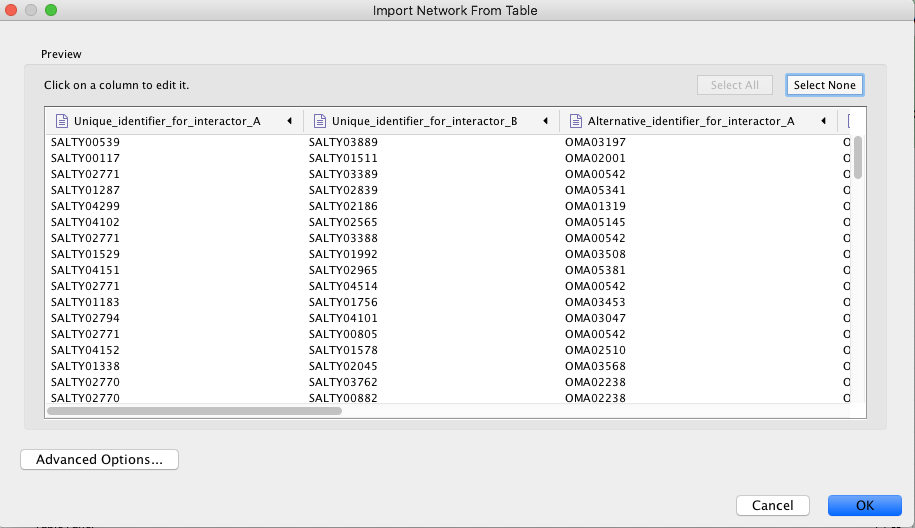 Import Network From Table
Preview
Click on a column to edit it.
Select All
Select None
Unique_identifier_for_interactor_A Unique_identifier_for_interactor_B Alternative_identifier_for_interactor_A
SALTY00539 SALTY03889 OMA03197 O
SALTY00117 SALTY01511 OMA02001 O
SALTY02771 SALTY03389 OMA00542 O
SALTY01287 SALTY02839 OMA05341 O
SALTY04299 SALTY02186 OMA01319 O
SALTY04102 SALTY02565 OMA05145 O
SALTY02771 SALTY03388 OMA00542 O
SALTY01529 SALTY01992 OMA03508 O
SALTY04151 SALTY02965 OMA05381 O
SALTY02771 SALTY04514 OMA00542 O
SALTY01183 SALTY01756 OMA03453 O
SALTY02794 SALTY04101 OMA03047 O
SALTY02771 SALTY00805 OMA00542 O
SALTY04152 SALTY01578 OMA02510 O
SALTY01338 SALTY02045 OMA03568 O
SALTY02770 SALTY03762 OMA02238 O
SALTY02770 SALTY00882 OMA02238 O
Advanced Options...
Cancel
OK